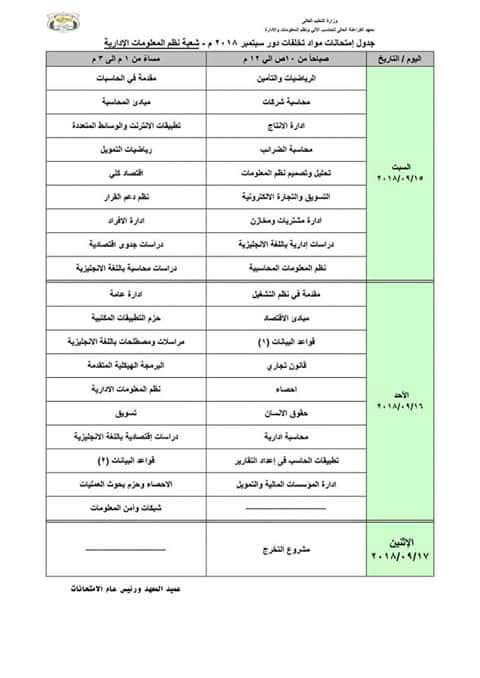 وزارة التعليم العالي
معهد الفراعنة العالي للحاسب الآلي ونظم المعلومات والإدارة
جدول إمتحانات مواد تخلفات دور سبتمبر ٢٠١٨ م - شعبة نظم المعلومات الإدارية
اليوم / التاريخ صباحاً من ١٠ص الي ١٢ م مساءً من ١ م الى ٣ م
السبت
٢٠١٨/٠٩/١٥
الرياضيات والتأمين مقدمة في الحاسبات
محاسبة شركات مبادئ المحاسبة
ادارة الانتاج تطبيقات الانترنت والوسائط المتعددة
محاسبة الضرائب رياضيات التمويل
تحليل وتصميم نظم المعلومات اقتصاد كلي
التسويق والتجارة الالكترونية نظم دعم القرار
ادارة مشتريات ومخازن ادارة الافراد
دراسات إدارية باللغة الانجليزية دراسات جدوى اقتصادية
نظم المعلومات المحاسبية دراسات محاسبة باللغة الانجليزية
الأحد
٢٠١٨/٠٩/١٦
مقدمة في نظم التشغيل ادارة عامة
مبادئ الاقتصاد حزم التطبيقات المكتبية
قواعد البيانات (١) مراسلات ومصطلحات باللغة الانجليزية
قانون تجاري البرمجة الهيكلية المتقدمة
احصاء نظم المعلومات الادارية
حقوق الانسان تسويق
محاسبة ادارية دراسات إقتصادية باللغة الانجليزية
تطبيقات الحاسب فى إعداد التقارير قواعد البيانات (٢)
ادارة المؤسسات المالية والتمويل الاحصاء وحزم بحوث العمليات
-------------------- شبكات وأمن المعلومات
الإثنين
٢٠١٨/٠٩/١٧
مشروع التخرج --------------------
عميد المعهد ورئيس عام الامتحانات